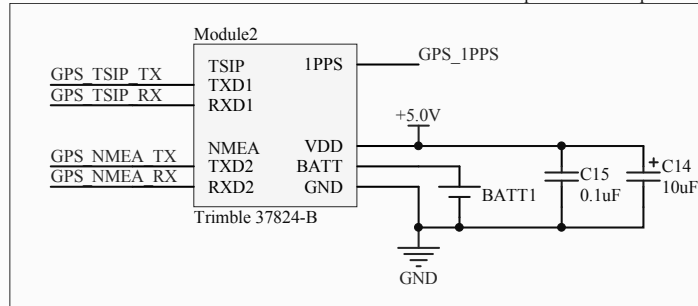 Module2
TSIP 1PPS GPS_1PPS
GPS_TSIP_TX TXD1
GPS_TSIP_RX RXD1
+5.0V
NMEA VDD
GPS_NMEA_TX TXD2 BATT
GPS_NMEA_RX RXD2 GND
BATT1
C15
0.1uF
+ C14
10uF
Trimble 37824-B
GND